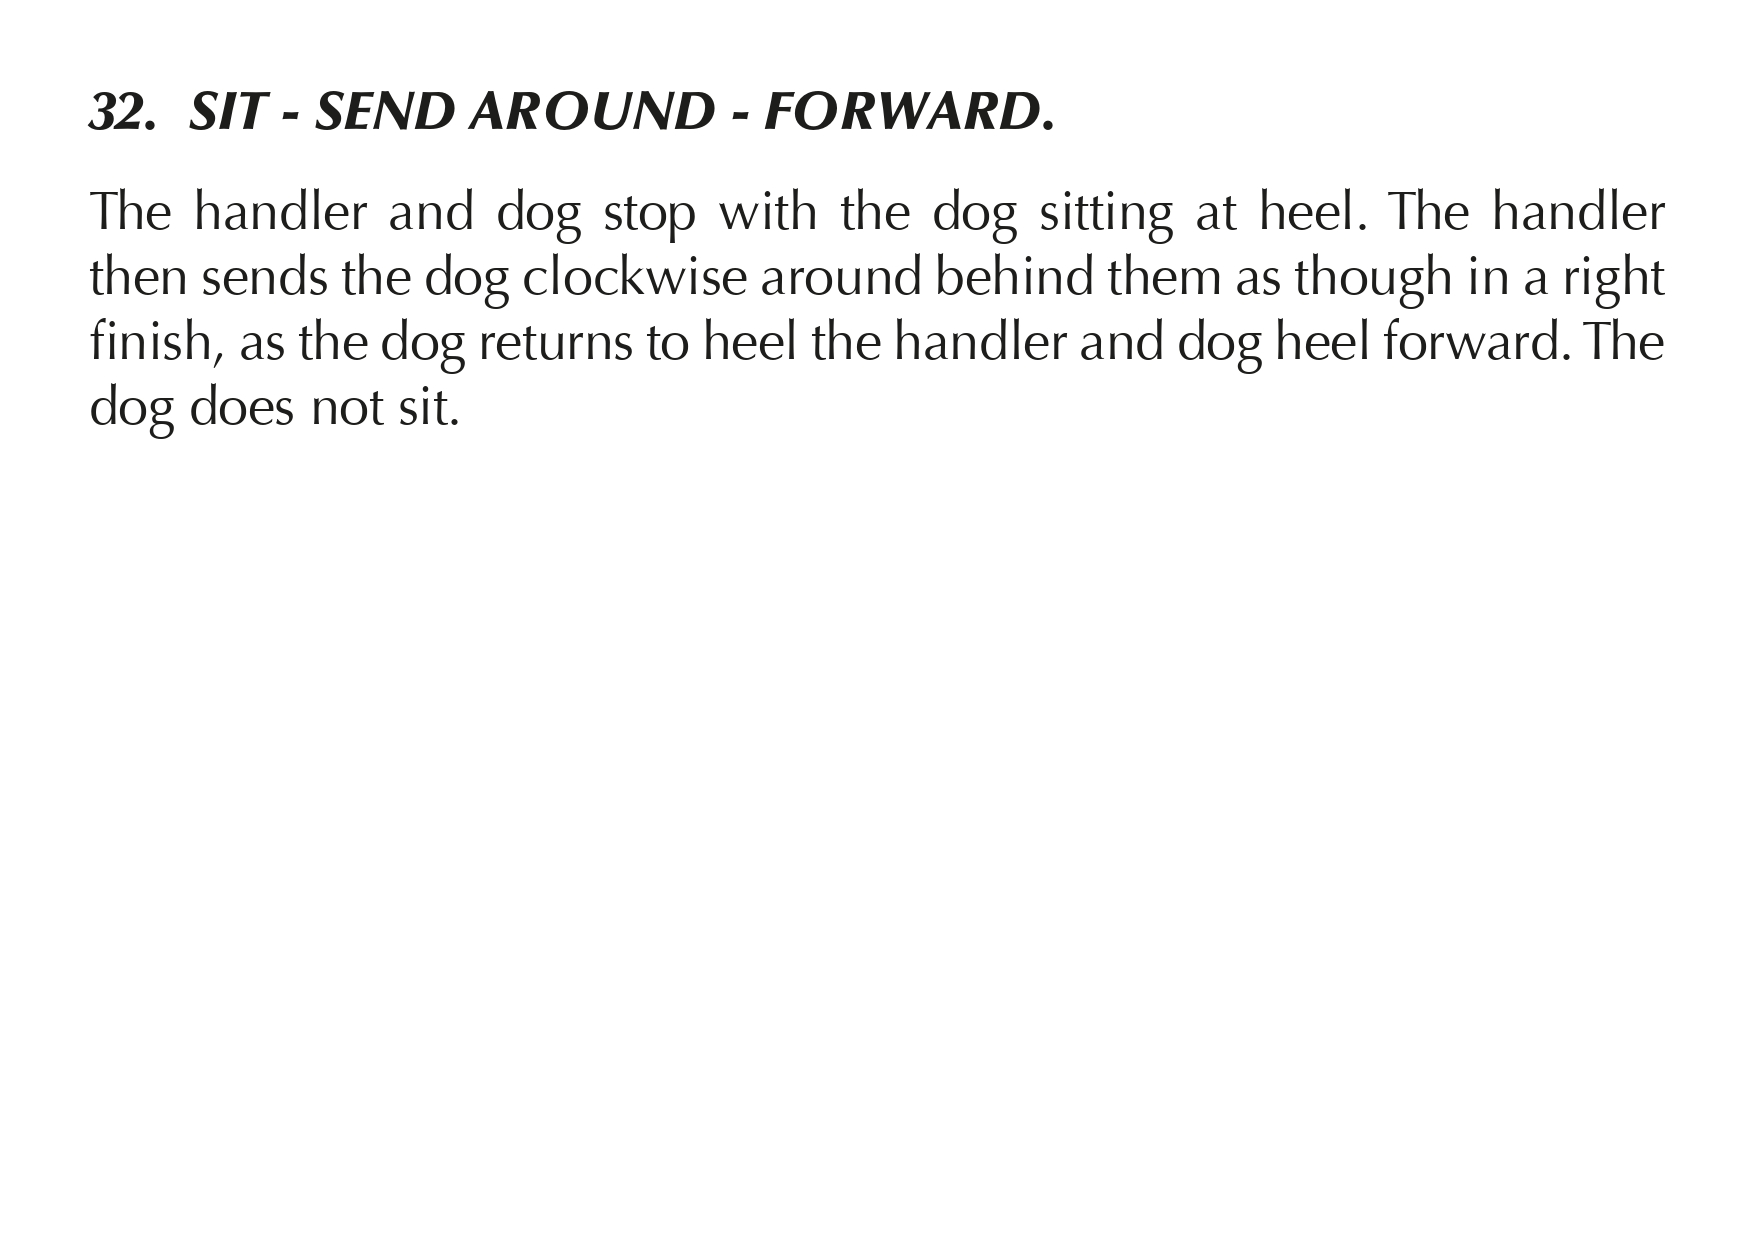 32. SIT - SEND AROUND - FORWARD.
The handler and dog stop with the dog sitting at heel. The handler
then sends the dog clockwise around behind them as though in a right
finish, as the dog returns to heel the handler and dog heel forward. The
dog does not sit.